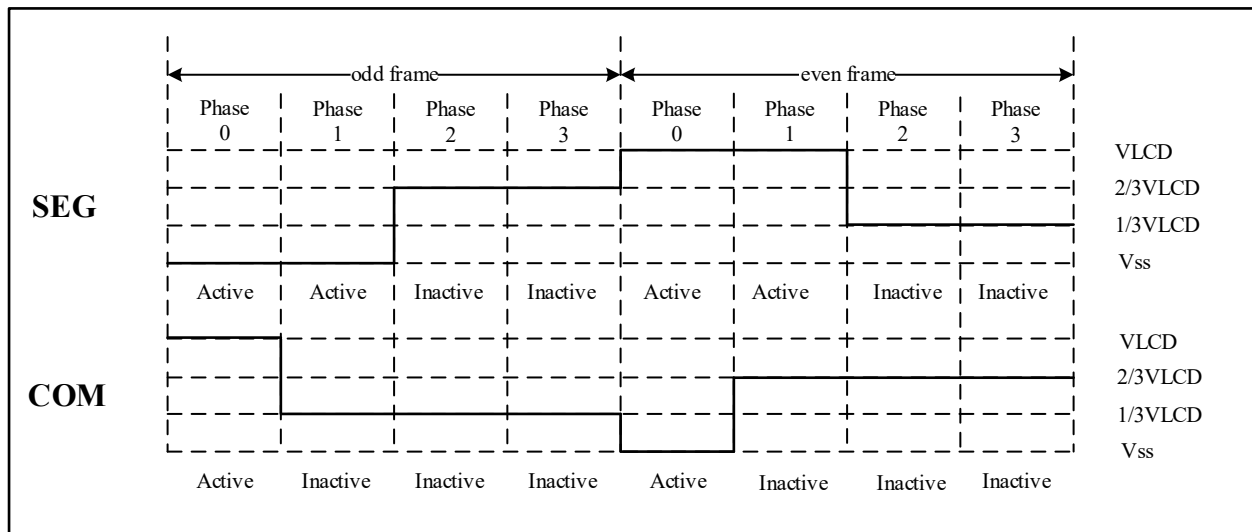 odd frame even frame
Phase Phase Phase Phase Phase Phase Phase Phase
0 1 2 3 0 1 2 3
VLCD
2/3VLCD
SEG
1/3VLCD
Vss
Active Active Inactive Inactive Active Active Inactive Inactive
VLCD
2/3VLCD
COM
1/3VLCD
Vss
Active Inactive Inactive Inactive Active Inactive Inactive Inactive